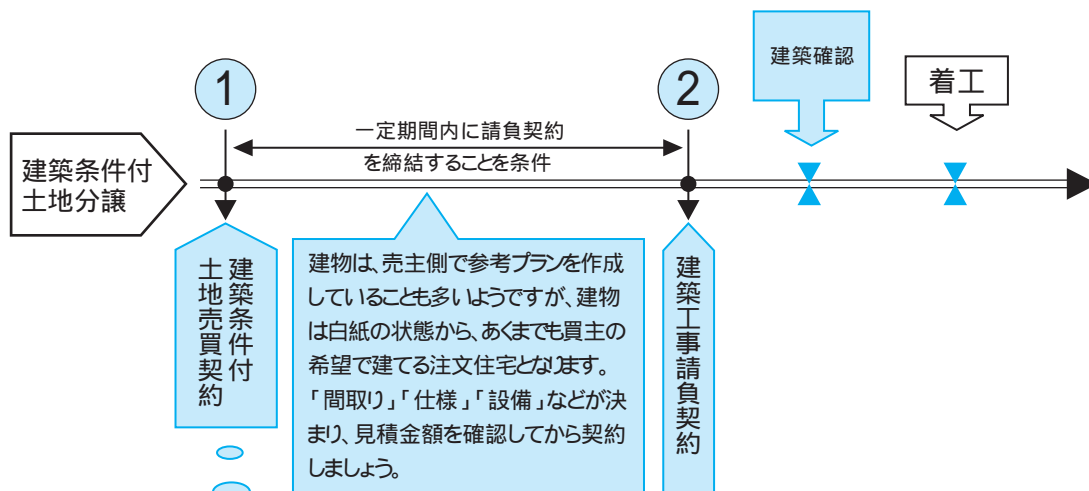 建築条件付
土地分譲
1
一定期間内に請負契約
を締結することを条件
2
建築確認
着工
建築条件付
土地売買契約
建物は、売主側で参考プランを作成
していることも多いようですが、建物
は白紙の状態から、あくまでも買主の
希望で建てる注文住宅となります。
「間取り」「仕様」「設備」などが決
まり、見積金額を確認してから契約
しましょう。
建築工事請負契約